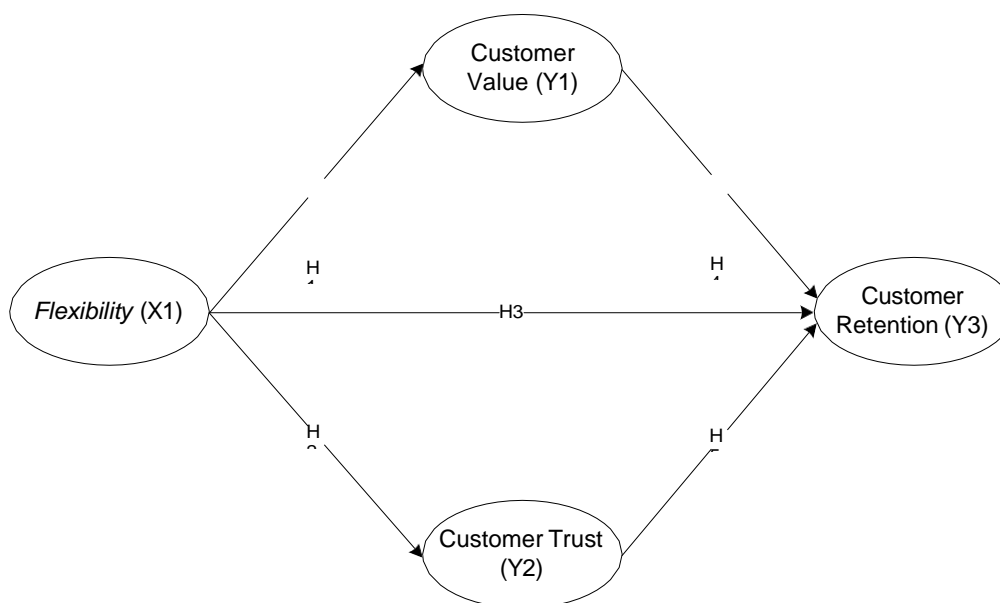 Customer
Value (Y1)
H
H
Flexibility (X1)
H3
Customer
Retention (Y3)
H
H
Customer Trust
(Y2)